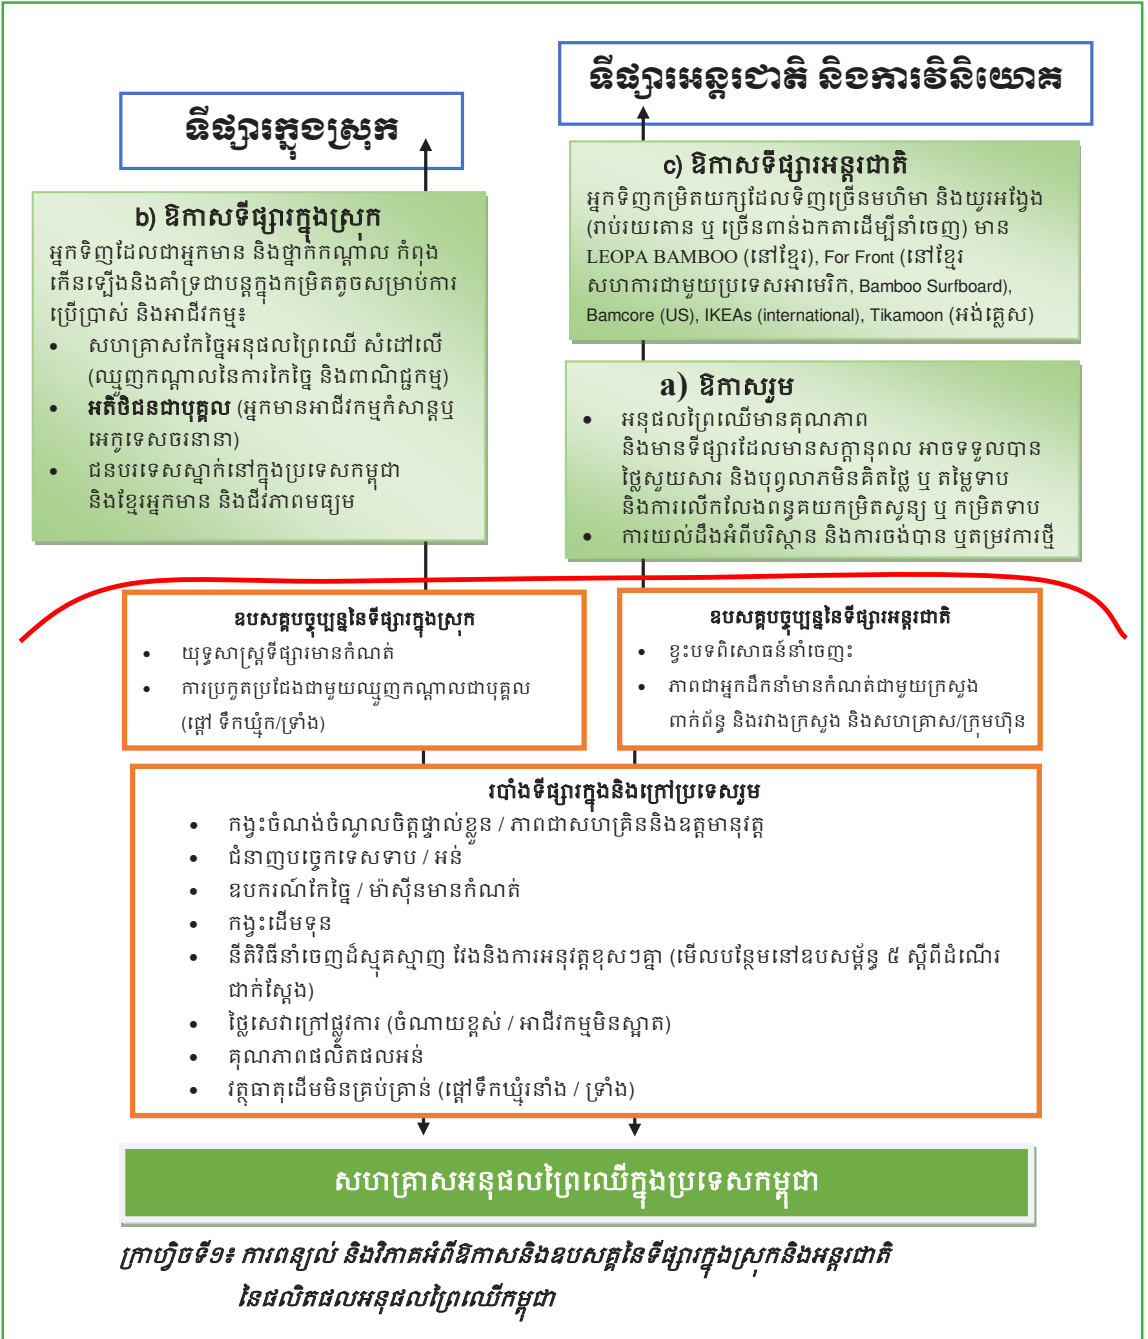 ទីផ្សារអន្តរជាតិ និងការវិនិយោគ
ទីផ្សារក្នុងស្រុក
c) ឱកាសទីផ្សារអន្តរជាតិ
អ្នកទិញកម្រិតយក្សដែលទិញច្រើនមហិមា និងយូរអង្វែង
(រាប់រយតោន ឬ ច្រើនពាន់ឯកតាដើម្បីនាំចេញ) មាន
LEOPA BAMBOO (នៅខ្មែរ), For Front (នៅខ្មែរ
សហការជាមួយប្រទេសអាមេរិក, Bamboo Surfboard),
Bamcore (US), IKEAs (international), Tikamoon (អង់គ្លេស)
b) ឱកាសទីផ្សារក្នុងស្រុក
អ្នកទិញដែលជាអ្នកមាន និងថ្នាក់កណ្តាល កំពុង
កើនឡើងនិងគាំទ្រជាបន្តក្នុងកម្រិតតូចសម្រាប់ការ
ប្រើប្រាស់ និងអាជីវកម្ម៖
• សហគ្រាសកែច្នៃអនុផលព្រៃឈើ សំដៅលើ
(ឈ្មួញកណ្តាលនៃការកែច្នៃ និងពាណិជ្ជកម្ម)
• អតិថិជនជាបុគ្គល (អ្នកមានអាជីវកម្មកំសាន្តឬ
អេកូទេសចរនានា)
• ជនបរទេសស្នាក់នៅក្នុងប្រទេសកម្ពុជា
និងខ្មែរអ្នកមាន និងជីវភាពមធ្យម
a) ឱកាសរួម
• អនុផលព្រៃឈើមានគុណភាព
និងមានទីផ្សារដែលមានសក្តានុពល អាចទទួលបាន
ថ្លៃសួយសារ និងបុព្វលាភមិនគិតថ្លៃ ឬ តម្លៃទាប
និងការលើកលែងពន្ធគយកម្រិតសូន្យ ឬ កម្រិតទាប
• ការយល់ដឹងអំពីបរិស្ថាន និងការចង់បាន ឬតម្រូវការថ្មី
ឧបសគ្គបច្ចុប្បន្ននៃទីផ្សារក្នុងស្រុក
• យុទ្ធសាស្ត្រទីផ្សារមានកំណត់
• ការប្រកួតប្រជែងជាមួយឈ្មួញកណ្តាលជាបុគ្គល
(ផ្តៅ ទឹកឃ្មុំក/ទ្រាំង)
ឧបសគ្គបច្ចុប្បន្ននៃទីផ្សារអន្តរជាតិ
• ខ្វះបទពិសោធន៍នាំចេញះ
• ភាពជាអ្នកដឹកនាំមានកំណត់ជាមួយក្រសួង
ពាក់ព័ន្ធ និងរវាងក្រសួង និងសហគ្រាស/ក្រុមហ៊ុន
របាំងទីផ្សារក្នុងនិងក្រៅប្រទេសរួម
• កង្វះចំណង់ចំណូលចិត្តផ្ទាល់ខ្លួន / ភាពជាសហគ្រិននិងឧត្តមានុវត្ត
• ជំនាញបច្ចេកទេសទាប / អន់
• ឧបករណ៍កែច្នៃ / ម៉ាស៊ីនមានកំណត់
• កង្វះដើមទុន
• នីតិវិធីនាំចេញដ៏ស្មុគស្មាញ វែងនិងការអនុវត្តខុសៗគ្នា (មើលបន្ថែមនៅឧបសម្ព័ន្ធ ៥ ស្តីពីដំណើរ
ជាក់ស្តែង)
• ថ្លៃសេវាក្រៅផ្លូវការ (ចំណាយខ្ពស់ / អាជីវកម្មមិនស្អាត)
• គុណភាពផលិតផលអន់
• វត្ថុធាតុដើមមិនគ្រប់គ្រាន់ (ផ្តៅទឹកឃ្មុំរនាំង / ទ្រាំង)
សហគ្រាសអនុផលព្រៃឈើក្នុងប្រទេសកម្ពុជា
ក្រាហ្វិចទី១៖ ការពន្យល់ និងវិភាគអំពីឱកាសនិងឧបសគ្គនៃទីផ្សារក្នុងស្រុកនិងអន្តរជាតិ
នៃផលិតផលអនុផលព្រៃឈើកម្ពុជា